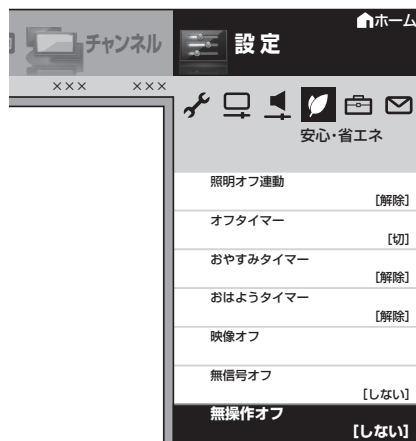 チャンネル
設定
ホーム
××× ×××
安心・省エネ
照明オフ連動
[解除]
オフタイマー
[切]
おやすみタイマー
[解除]
おはようタイマー
[解除]
映像オフ
無信号オフ
[しない]
無操作オフ
[しない]